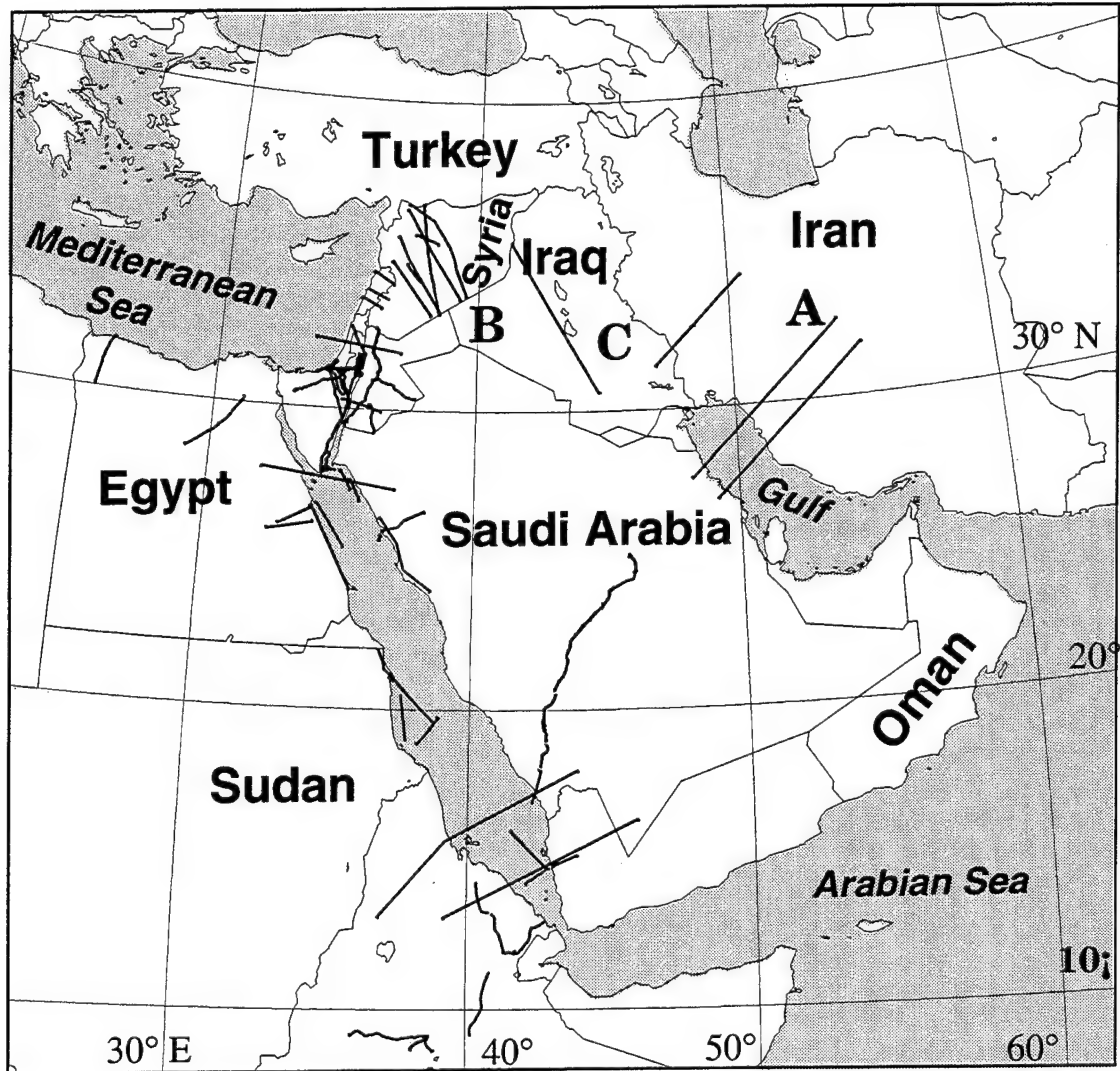 Turkey
Syria
Iraq
Iran
Mediterranean
Sea
B
C
A
30° N
Egypt
Saudi Arabia
Gulf
Oman
20°
Sudan
Arabian Sea
10¡
30° E
40°
50°
60°